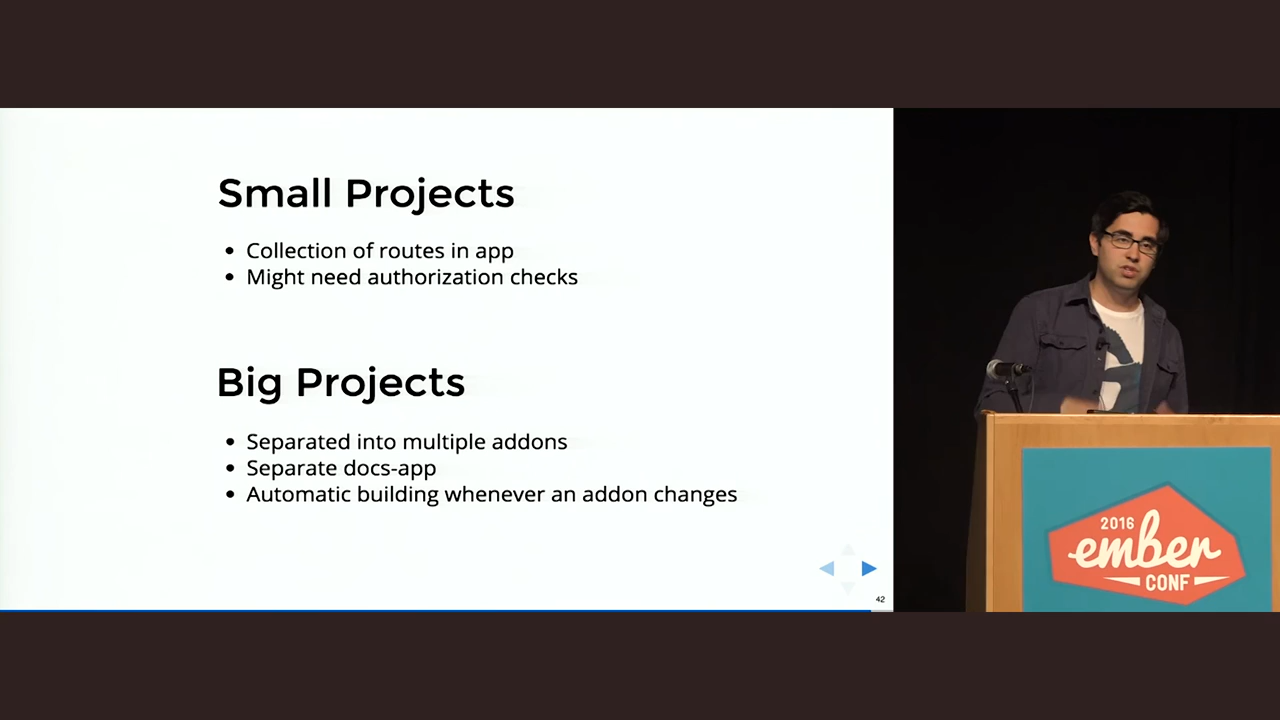 Small Projects
Collection of routes in app
Might need authorization checks
Big Projects
Separated into multiple addons
Separate docs-app
Automatic building whenever an addon changes
42
2016
ember
CONF